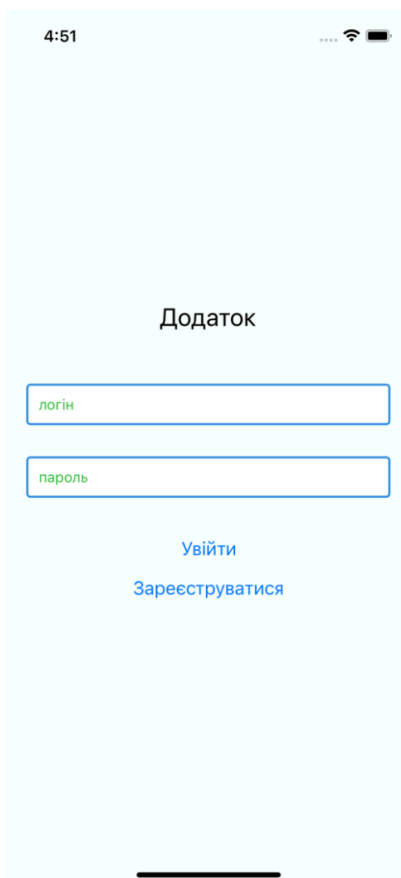 4:51
Додаток
логін
пароль
Увійти
Зареєструватися